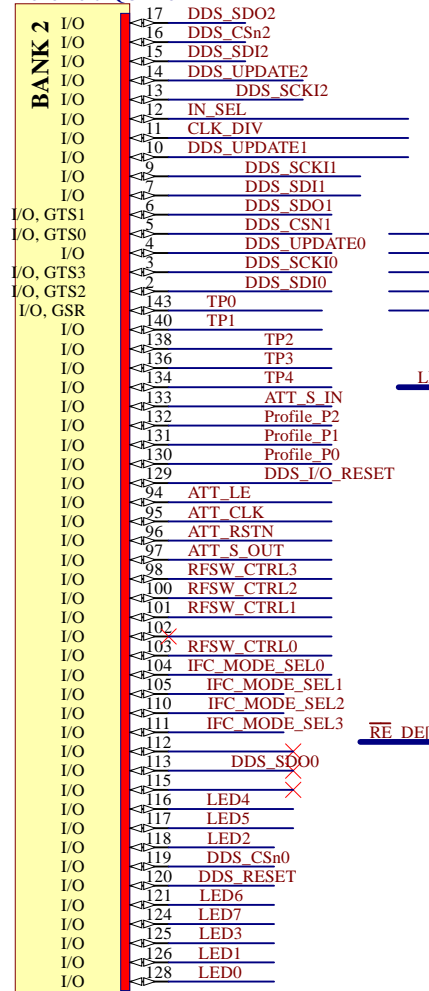 BANK 2
I/O 17 DDS_SDO2
I/O 16 DDS_CSn2
I/O 15 DDS_SDI2
I/O 14 DDS_UPDATE2
I/O 13 DDS_SCKI2
I/O 12 IN_SEL
I/O 11 CLK_DIV
I/O 10 DDS_UPDATE1
I/O 9 DDS_SCKI1
I/O 7 DDS_SDI1
I/O, GTS1 6 DDS_SDO1
I/O, GTS0 5 DDS_CSN1
I/O 4 DDS_UPDATE0
I/O, GTS3 3 DDS_SCKI0
I/O, GTS2 2 DDS_SDI0
I/O, GSR 143 TP0
I/O 140 TP1
I/O 138 TP2
I/O 136 TP3
I/O 134 TP4
I/O 133 ATT_S_IN
I/O 132 Profile_P2
I/O 131 Profile_P1
I/O 130 Profile_P0
I/O 129 DDS_I/O_RESET
I/O 94 ATT_LE
I/O 95 ATT_CLK
I/O 96 ATT_RSTN
I/O 97 ATT_S_OUT
I/O 98 RFSW_CTRL3
I/O 100 RFSW_CTRL2
I/O 101 RFSW_CTRL1
I/O 102
I/O 103 RFSW_CTRL0
I/O 104 IFC_MODE_SEL0
I/O 105 IFC_MODE_SEL1
I/O 110 IFC_MODE_SEL2
I/O 111 IFC_MODE_SEL3
I/O 112
I/O 113 DDS_SDO0
I/O 115
I/O 116 LED4
I/O 117 LED5
I/O 118 LED2
I/O 119 DDS_CSn0
I/O 120 DDS_RESET
I/O 121 LED6
I/O 124 LED7
I/O 125 LED3
I/O 126 LED1
I/O 128 LED0
L